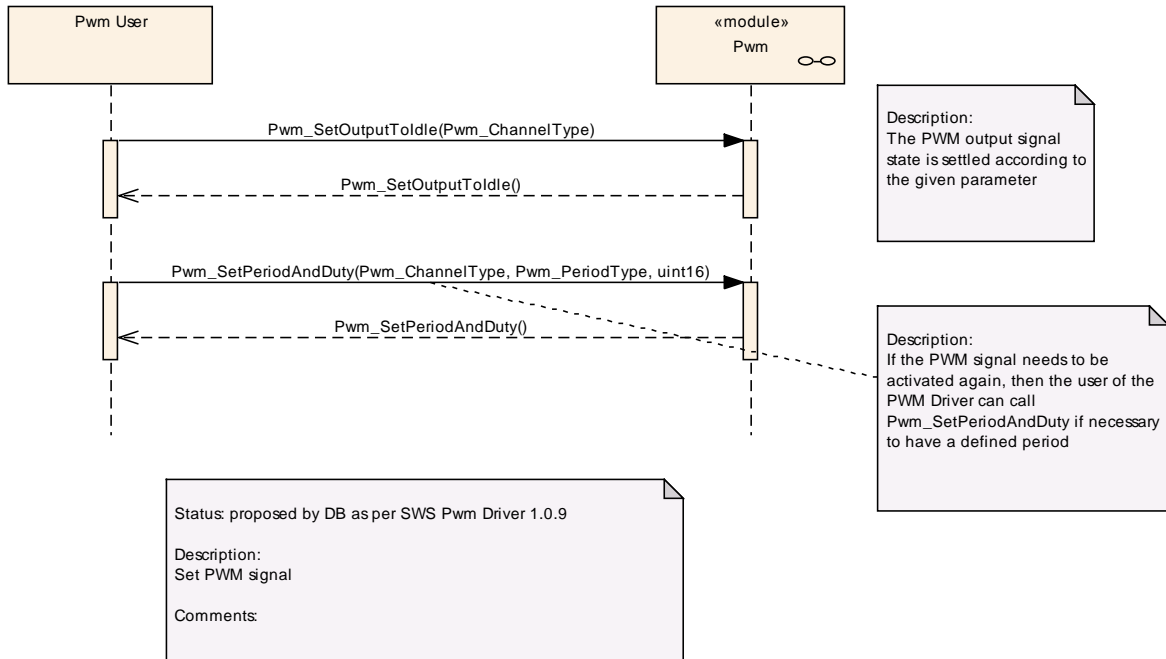 Pwm User
«module»
Pwm
Pwm_SetOutputToIdle(Pwm_ChannelType)
Pwm_SetOutputToIdle()
Description:
The PWM output signal
state is settled according to
the given parameter
Pwm_SetPeriodAndDuty(Pwm_ChannelType, Pwm_PeriodType, uint16)
Pwm_SetPeriodAndDuty()
Description:
If the PWM signal needs to be
activated again, then the user of the
PWM Driver can call
Pwm_SetPeriodAndDuty if necessary
to have a defined period
Status: proposed by DB as per SWS Pwm Driver 1.0.9
Description:
Set PWM signal
Comments: